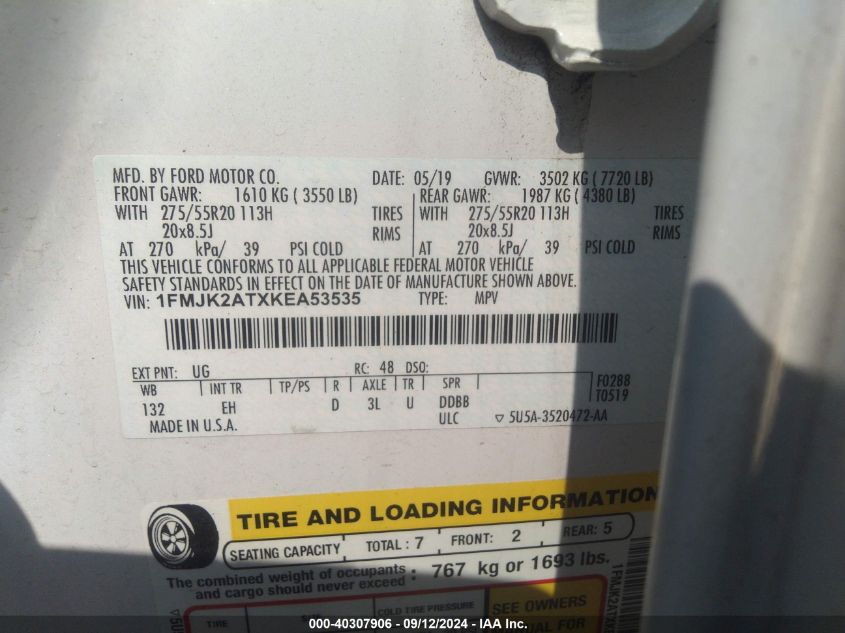 MFD. BY FORD MOTOR CO. DATE: 05/19 GVWR: 3502 KG ( 7720 LB)
FRONT GAWR: 1610 KG ( 3550 LB) REAR GAWR: 1987 KG ( 4380 LB)
WITH 275/55R20 113H TIRES WITH 275/55R20 113H TIRES
20x8.5J RIMS 20x8.5J RIMS
AT 270 kPa/ 39 PSI COLD AT 270 kPa/ 39 PSI COLD
THIS VEHICLE CONFORMS TO ALL APPLICABLE FEDERAL MOTOR VEHICLE
SAFETY STANDARDS IN EFFECT ON THE DATE OF MANUFACTURE SHOWN ABOVE.
VIN: 1FMJK2ATXKEA53535 TYPE: MPV
EXT PNT: UG RC: 48 DSO:
WB INT TR TP/PS R AXLE TR SPR F0288
132 EH D 3L U DDBB T0519
MADE IN U.S.A. ULC ▽ 5U5A-3520472-AA
TIRE AND LOADING INFORMATION
SEATING CAPACITY TOTAL : 7 FRONT: 2 REAR: 5
The combined weight of occupants
and cargo should never exceed : 767 kg or 1693 lbs.
TIRE SIZE COLD TIRE PRESSURE SEE OWNERS
MANUAL FOR
▽5U
1FMJK2ATXK
000-40307906 - 09/12/2024 - IAA Inc.